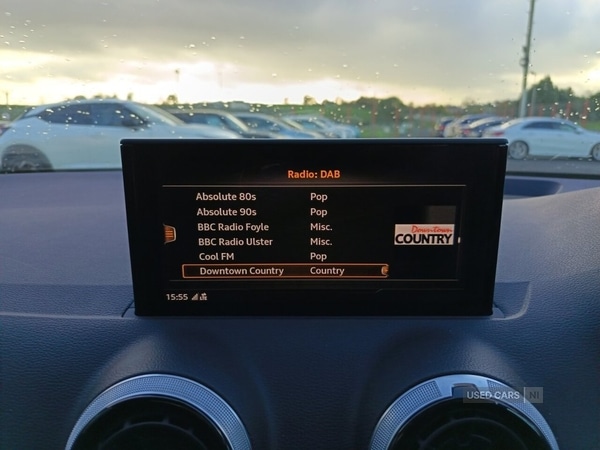 Radio: DAB
Absolute 80s Pop
Absolute 90s Pop
BBC Radio Foyle Misc.
BBC Radio Ulster Misc.
Cool FM Pop
Downtown Country Country
Downtown
COUNTRY
15:55
USED CARS NI